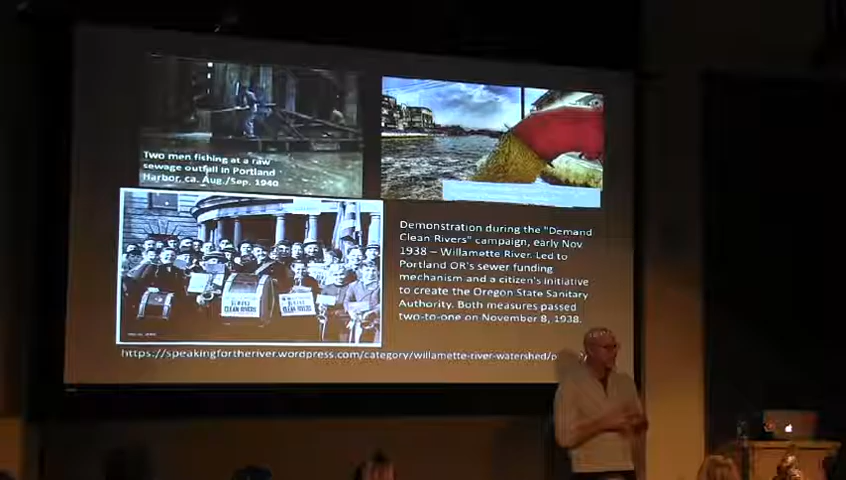 Two men fishing at a raw
sewage outfall in Portland
Harbor, ca. Aug./Sep. 1940
Demonstration during the "Demand
Clean Rivers" campaign, early Nov
1938 – Willamette River. Led to
Portland OR's sewer funding
mechanism and a citizen's initiative
to create the Oregon State Sanitary
Authority. Both measures passed
two-to-one on November 8, 1938.
CLEAN RIVERS
CLEAN RIVERS
https://speakingfortheriver.wordpress.com/category/willamette-river-watershed/p